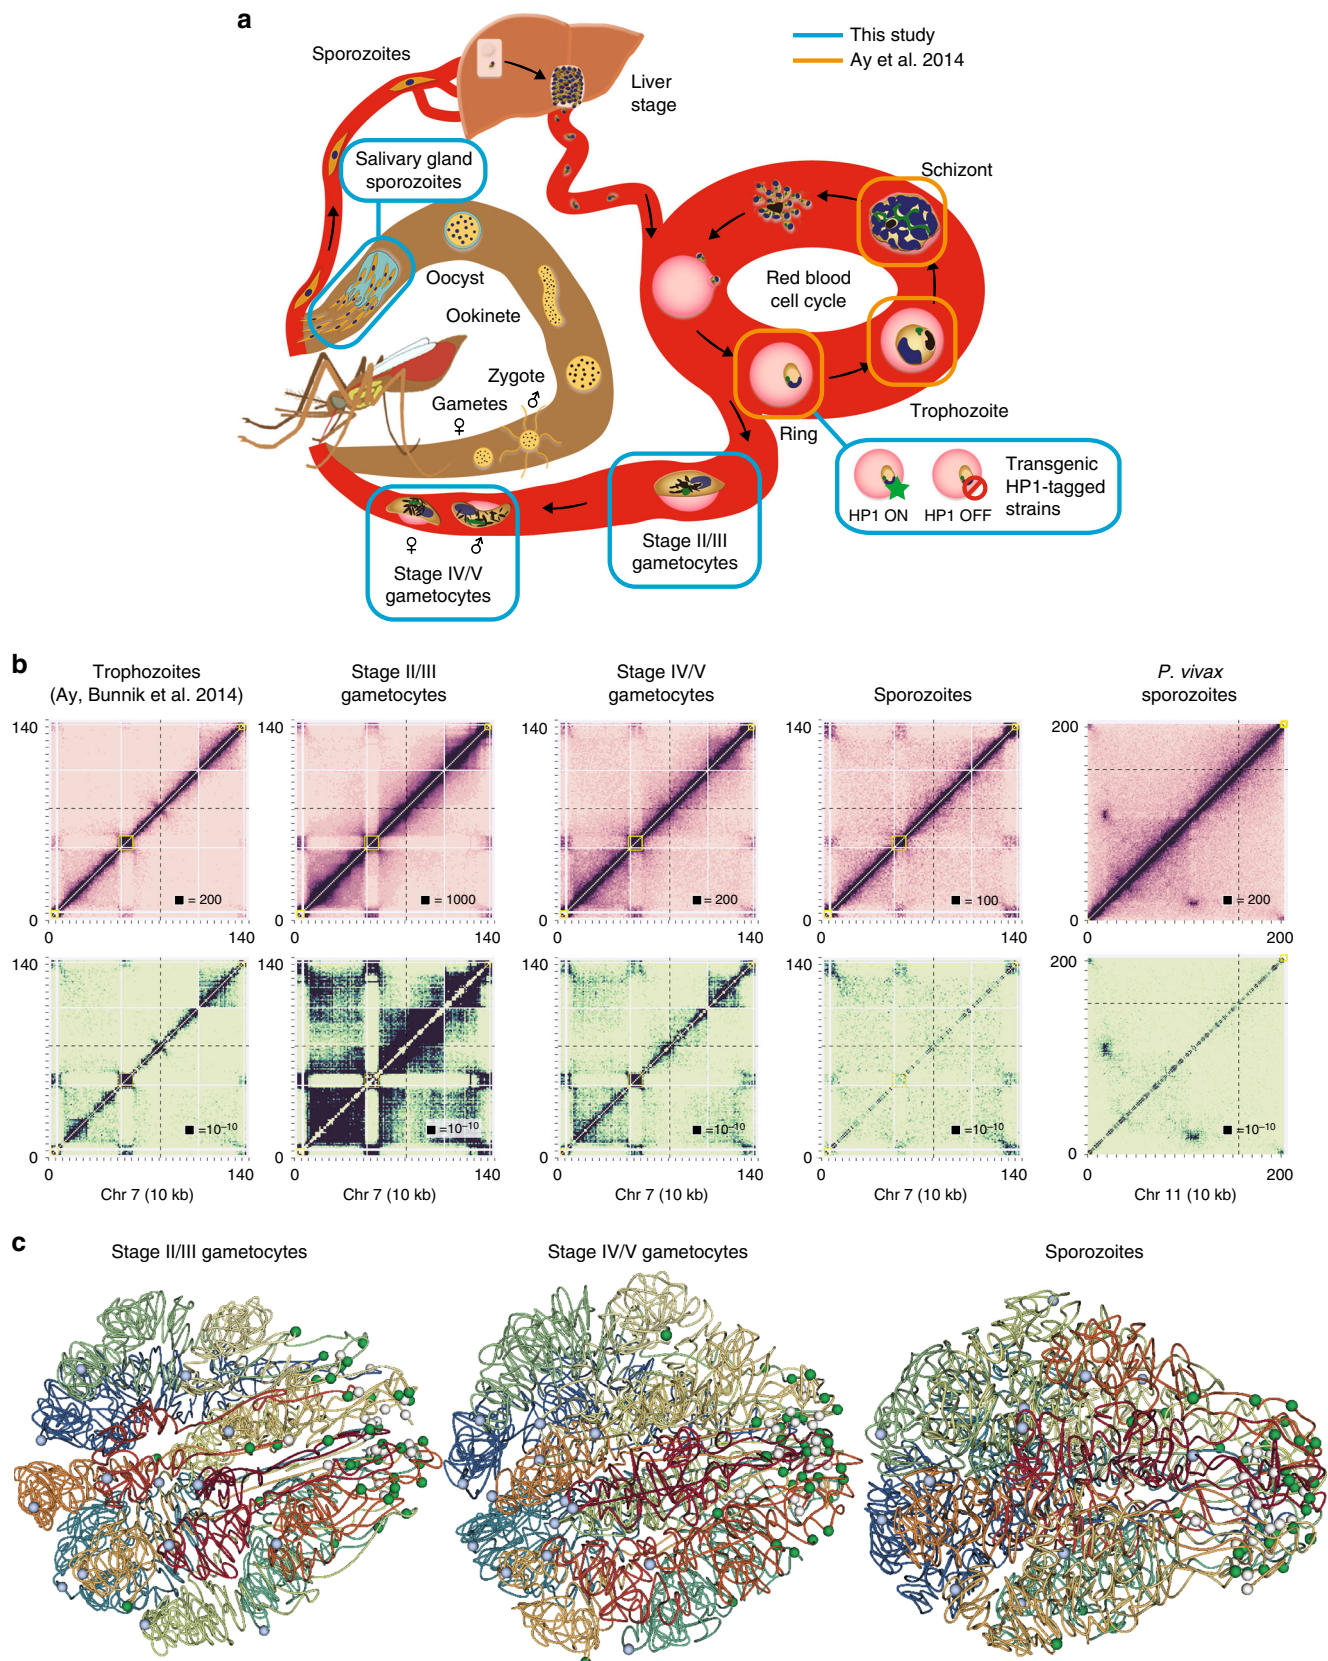 a
This study
Ay et al. 2014
Sporozoites
Liver
stage
Salivary gland
sporozoites
Schizont
Oocyst
Red blood
cell cycle
Ookinete
Zygote
♂
Gametes
♀
Trophozoite
Ring
Transgenic
HP1-tagged
strains
HP1 ON
HP1 OFF
Stage II/III
gametocytes
♀ ♂
Stage IV/V
gametocytes
b
Trophozoites
(Ay, Bunnik et al. 2014)
Stage II/III
gametocytes
Stage IV/V
gametocytes
Sporozoites
P. vivax
sporozoites
140 140 140 140 200
= 200 = 1000 = 200 = 100 = 200
0 0 0 0 0
0 140 0 140 0 140 0 140 0 200
140 140 140 140 200
=10⁻¹⁰ =10⁻¹⁰ =10⁻¹⁰ =10⁻¹⁰ =10⁻¹⁰
0 0 0 0 0
0 140 0 140 0 140 0 140 0 200
Chr 7 (10 kb) Chr 7 (10 kb) Chr 7 (10 kb) Chr 7 (10 kb) Chr 11 (10 kb)
c
Stage II/III gametocytes
Stage IV/V gametocytes
Sporozoites